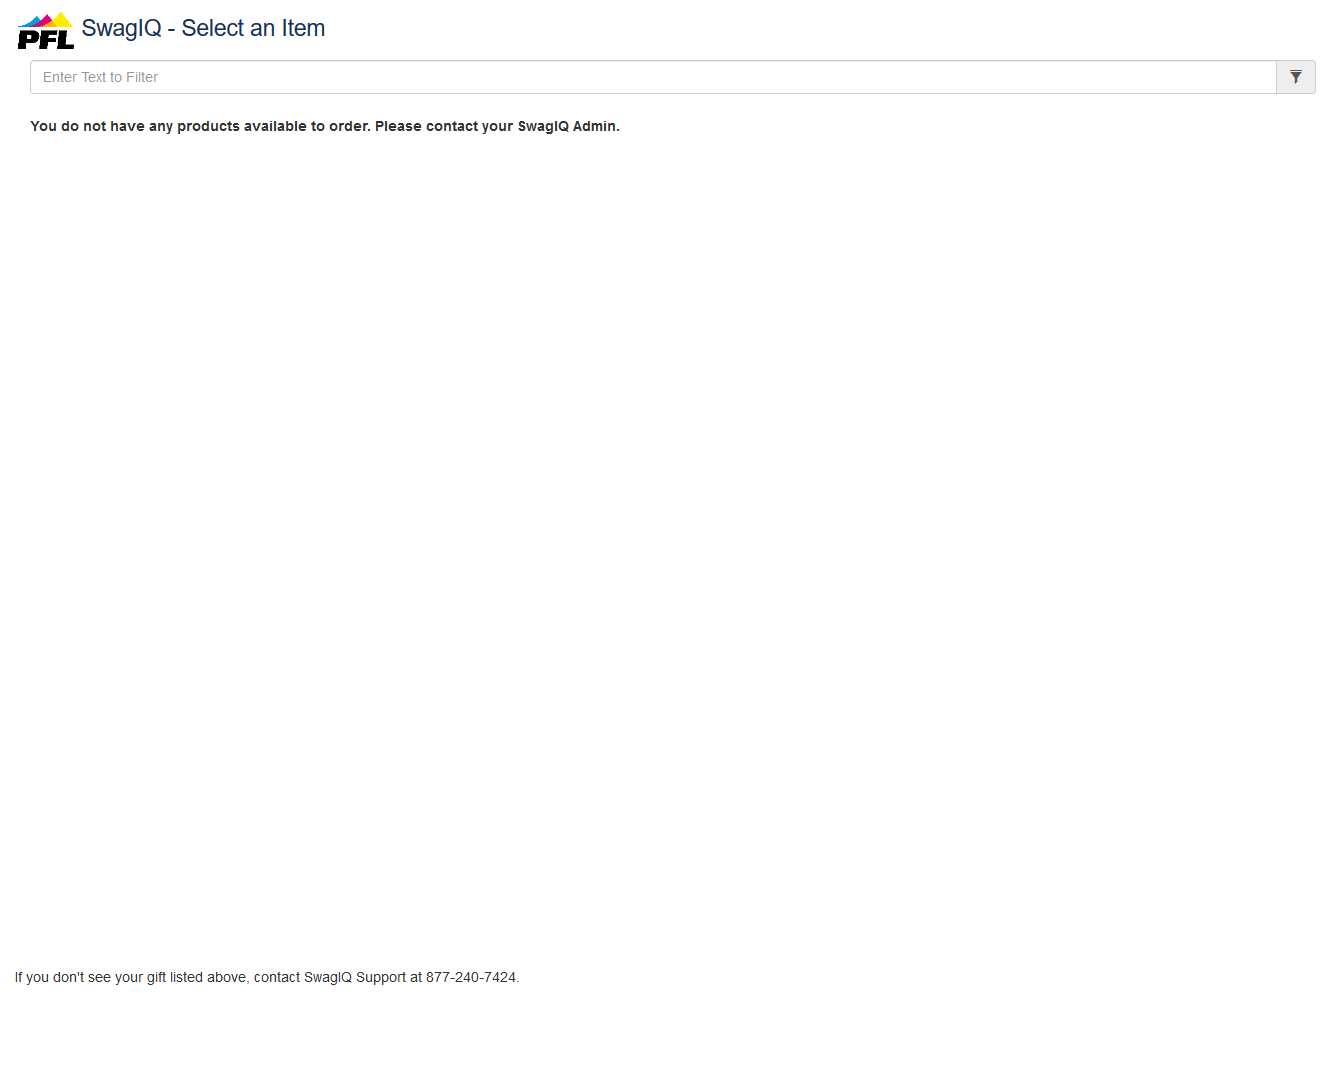 PFL SwagIQ - Select an Item
Enter Text to Filter
You do not have any products available to order. Please contact your SwagIQ Admin.
If you don't see your gift listed above, contact SwagIQ Support at 877-240-7424.